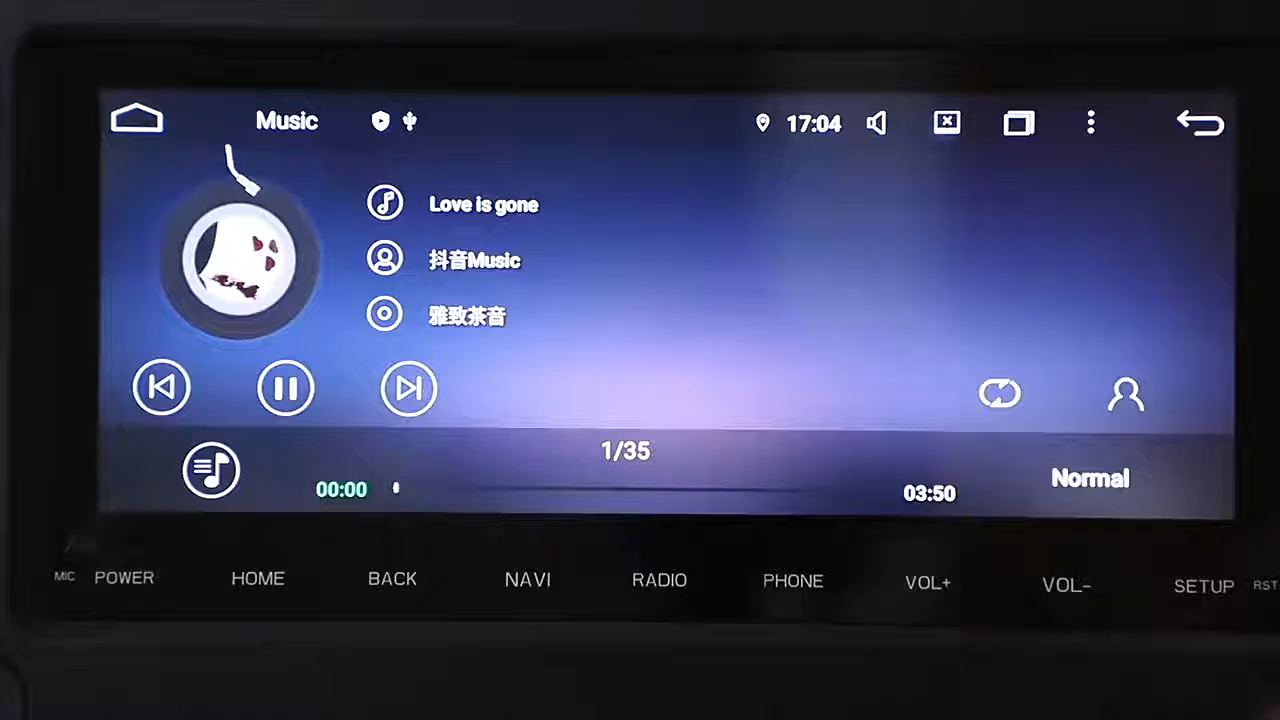 Music
17:04
Love is gone
抖音Music
雅致茶音
1/35
00:00
03:50
Normal
MIC POWER HOME BACK NAVI RADIO PHONE VOL+ VOL- SETUP RST